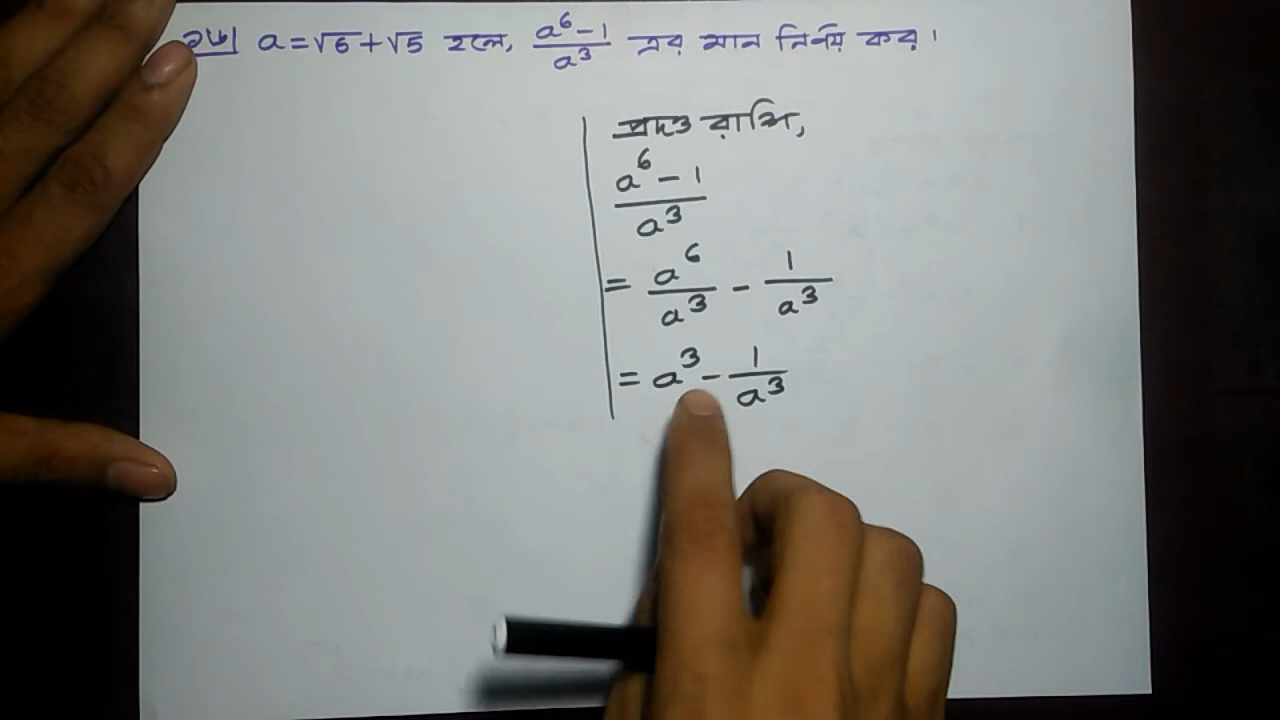 ১৬। a = √6 + √5 হলে, (a⁶ - 1)/a³ এর মান নির্ণয় কর।
প্রদত্ত রাশি,
(a⁶ - 1)/a³
= a⁶/a³ - 1/a³
= a³ - 1/a³